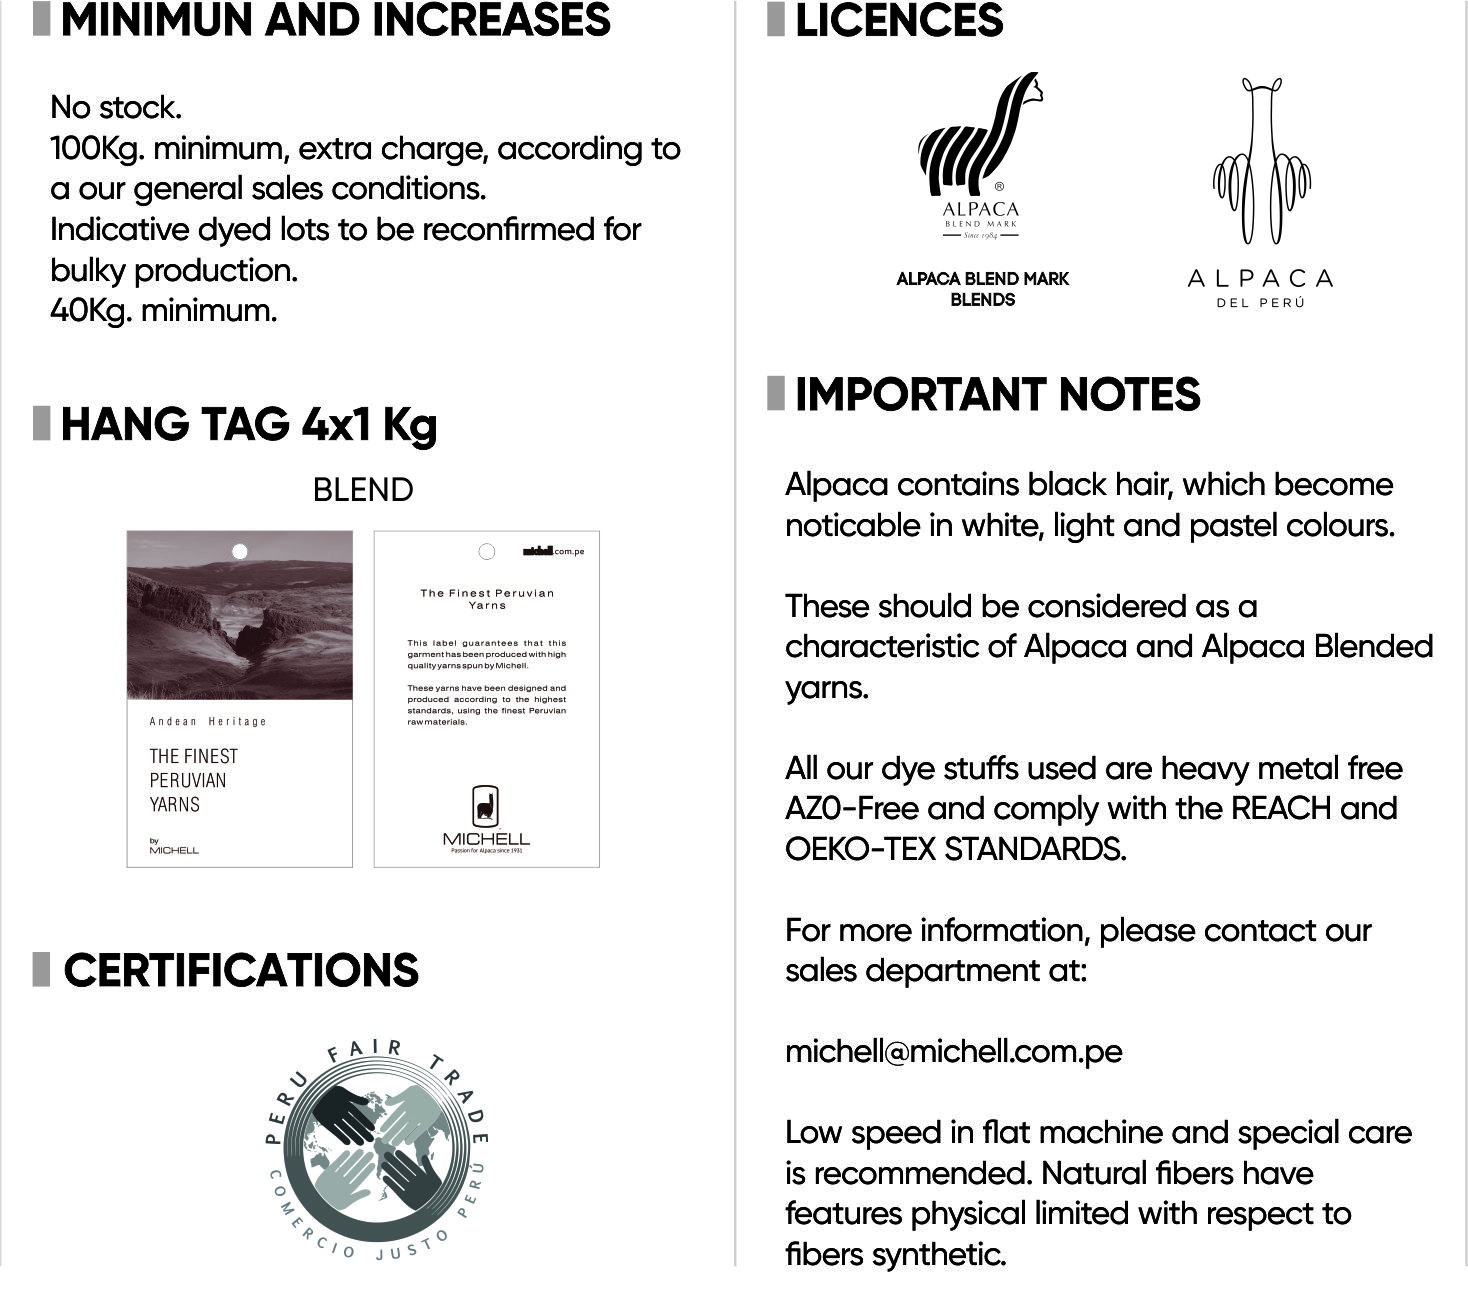 MINIMUN AND INCREASES
No stock.
100Kg. minimum, extra charge, according to
a our general sales conditions.
Indicative dyed lots to be reconfirmed for
bulky production.
40Kg. minimum.
HANG TAG 4x1 Kg
BLEND
Andean Heritage
THE FINEST
PERUVIAN
YARNS
by
MICHELL
michell.com.pe
The Finest Peruvian
Yarns
This label guarantees that this
garment has been produced with high
quality yarns spun by Michell.
These yarns have been designed and
produced according to the highest
standards, using the finest Peruvian
raw materials.
MICHELL
Passion for Alpaca since 1931
CERTIFICATIONS
PERU FAIR TRADE
COMERCIO JUSTO PERÚ
LICENCES
®
ALPACA
BLEND MARK
Since 1984
ALPACA BLEND MARK
BLENDS
ALPACA
DEL PERÚ
IMPORTANT NOTES
Alpaca contains black hair, which become
noticable in white, light and pastel colours.
These should be considered as a
characteristic of Alpaca and Alpaca Blended
yarns.
All our dye stuffs used are heavy metal free
AZ0-Free and comply with the REACH and
OEKO-TEX STANDARDS.
For more information, please contact our
sales department at:
michell@michell.com.pe
Low speed in flat machine and special care
is recommended. Natural fibers have
features physical limited with respect to
fibers synthetic.